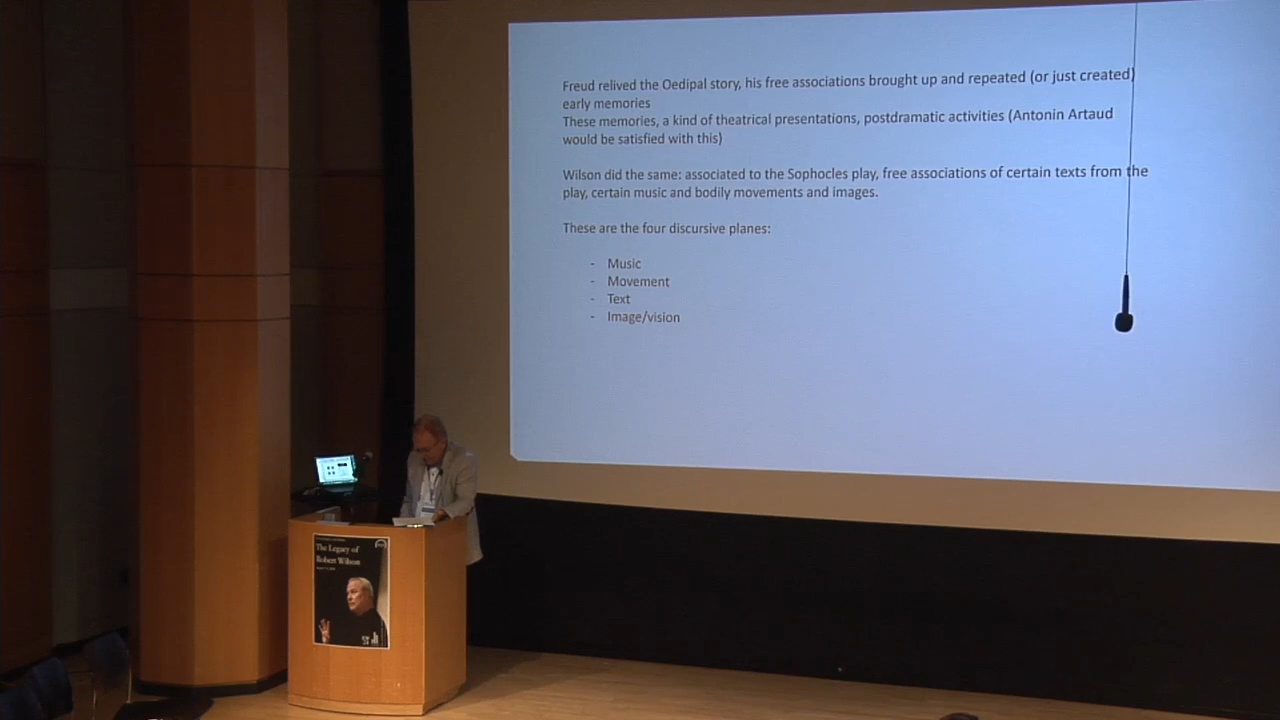 Freud relived the Oedipal story, his free associations brought up and repeated (or just created)
early memories
These memories, a kind of theatrical presentations, postdramatic activities (Antonin Artaud
would be satisfied with this)
Wilson did the same: associated to the Sophocles play, free associations of certain texts from the
play, certain music and bodily movements and images.
These are the four discursive planes:
- Music
- Movement
- Text
- Image/vision
The Legacy of
Robert Wilson